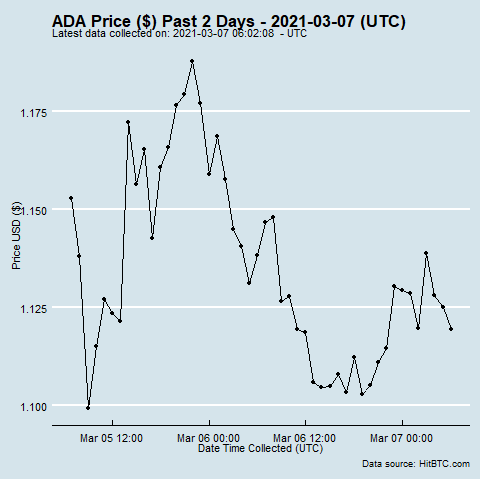 ADA Price ($) Past 2 Days - 2021-03-07 (UTC)
Latest data collected on: 2021-03-07 06:02:08  - UTC
1.175
1.150
1.125
1.100
Price USD ($)
Mar 05 12:00
Mar 06 00:00
Mar 06 12:00
Mar 07 00:00
Date Time Collected (UTC)
Data source: HitBTC.com